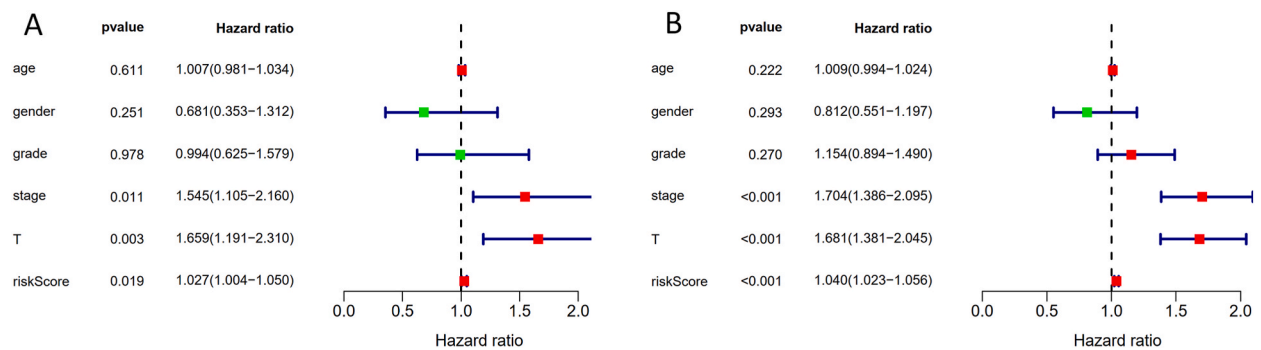 A
pvalue Hazard ratio
age 0.611 1.007(0.981−1.034)
gender 0.251 0.681(0.353−1.312)
grade 0.978 0.994(0.625−1.579)
stage 0.011 1.545(1.105−2.160)
T 0.003 1.659(1.191−2.310)
riskScore 0.019 1.027(1.004−1.050)
0.0 0.5 1.0 1.5 2.0
Hazard ratio
B
pvalue Hazard ratio
age 0.222 1.009(0.994−1.024)
gender 0.293 0.812(0.551−1.197)
grade 0.270 1.154(0.894−1.490)
stage <0.001 1.704(1.386−2.095)
T <0.001 1.681(1.381−2.045)
riskScore <0.001 1.040(1.023−1.056)
0.0 0.5 1.0 1.5 2.0
Hazard ratio